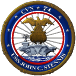 CVN 74
USS JOHN C. STENNIS